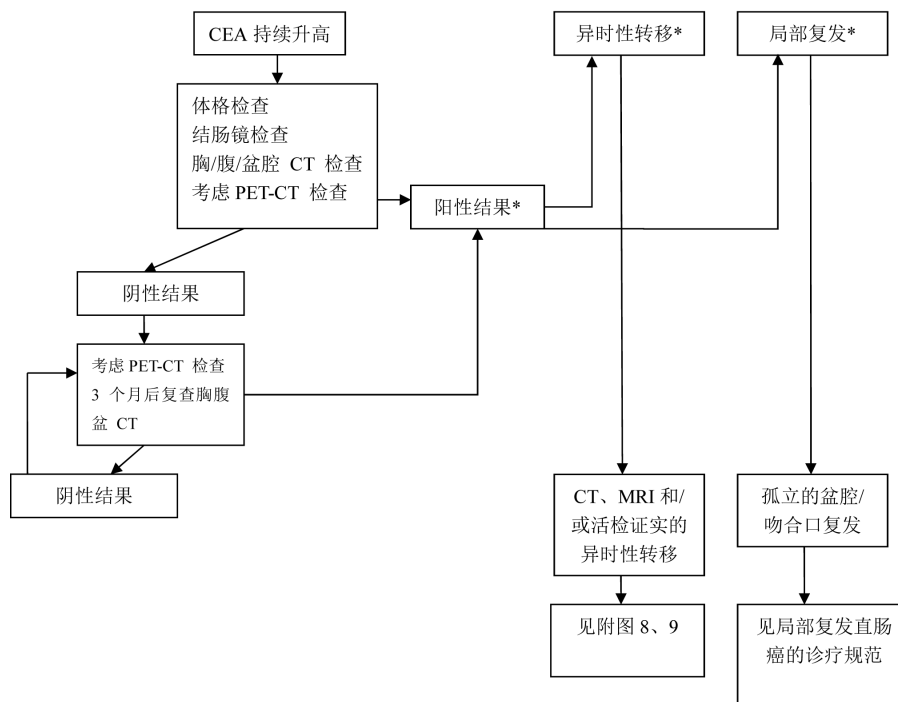 CEA 持续升高
异时性转移*
局部复发*
体格检查
结肠镜检查
胸/腹/盆腔 CT 检查
考虑 PET-CT 检查
阳性结果*
阴性结果
考虑 PET-CT 检查
3 个月后复查胸腹
盆 CT
阴性结果
CT、MRI 和/
或活检证实的
异时性转移
孤立的盆腔/
吻合口复发
见附图 8、9
见局部复发直肠
癌的诊疗规范